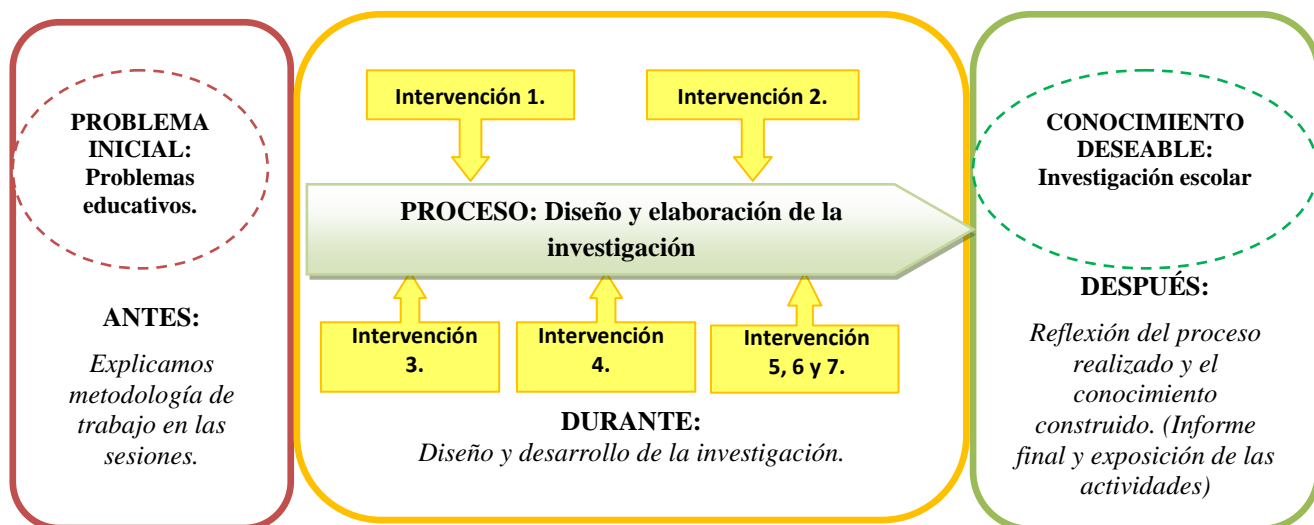 PROBLEMA
INICIAL:
Problemas
educativos.
ANTES:
Explicamos
metodología de
trabajo en las
sesiones.
Intervención 1.
Intervención 2.
PROCESO: Diseño y elaboración de la
investigación
Intervención
3.
Intervención
4.
Intervención
5, 6 y 7.
DURANTE:
Diseño y desarrollo de la investigación.
CONOCIMIENTO
DESEABLE:
Investigación escolar
DESPUÉS:
Reflexión del proceso
realizado y el
conocimiento
construido. (Informe
final y exposición de las
actividades)